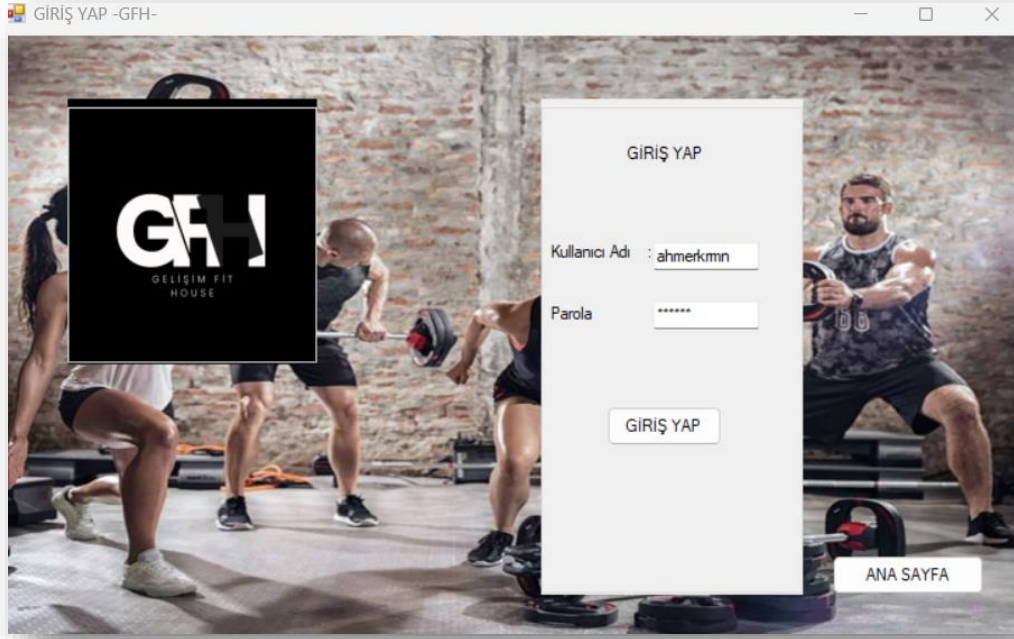 GİRİŞ YAP -GFH-
GFH
GELİŞİM FİT
HOUSE
GİRİŞ YAP
Kullanıcı Adı : ahmerkrmn
Parola ******
GİRİŞ YAP
ANA SAYFA